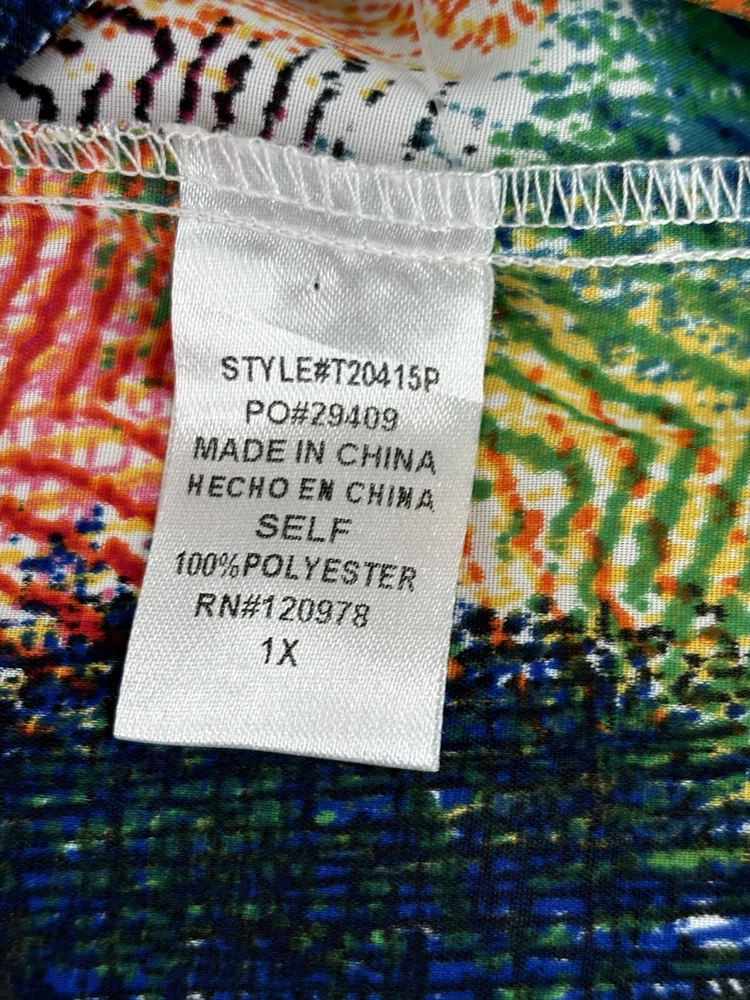 STYLE#T20415P
PO#29409
MADE IN CHINA
HECHO EN CHINA
SELF
100%POLYESTER
RN#120978
1X